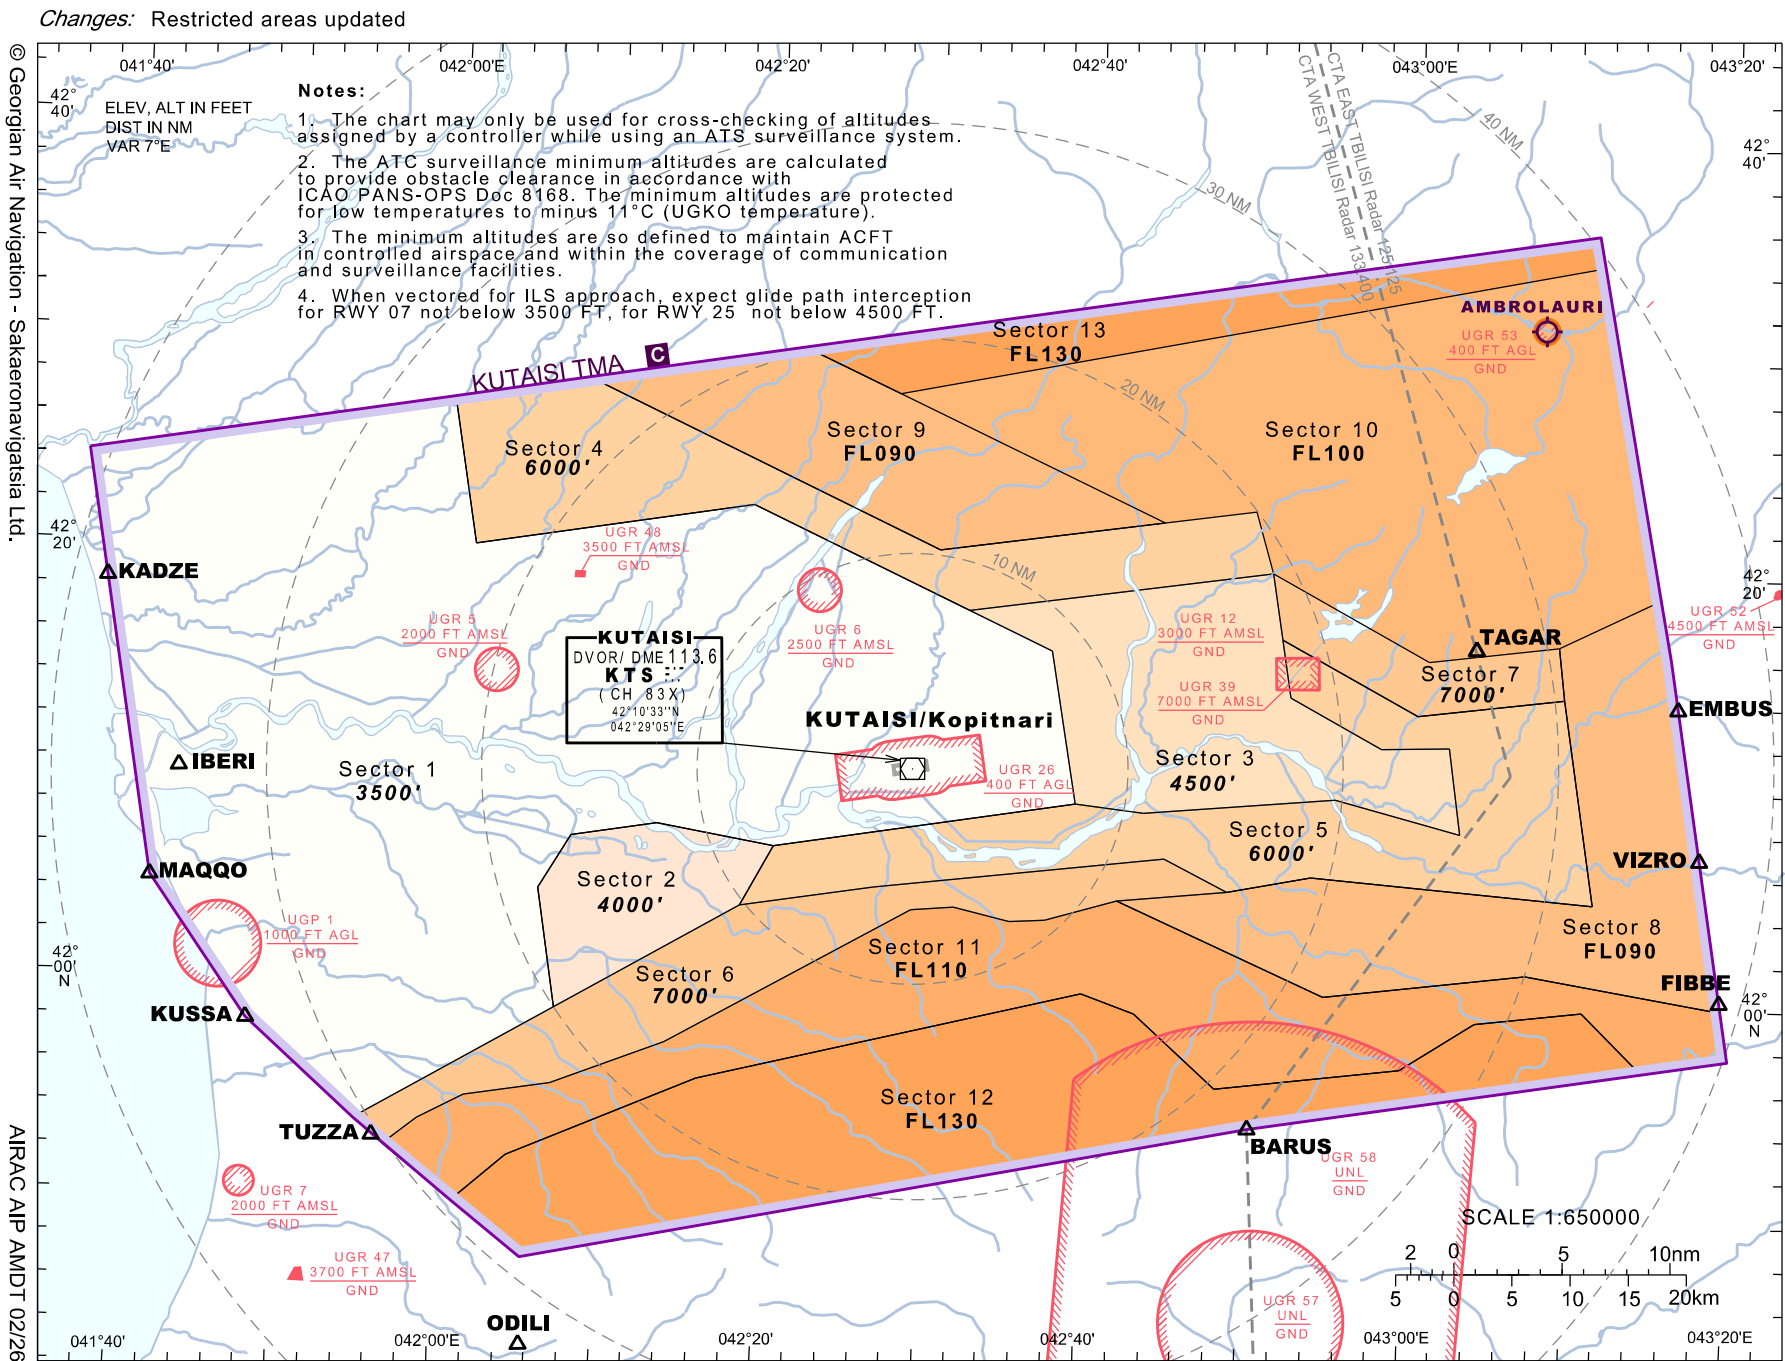 Changes: Restricted areas updated
© Georgian Air Navigation - Sakaeronavigatsia Ltd.
AIRAC AIP AMDT 02/26
041°40'
042°00'E
042°20'
042°40'
043°00'E
043°20'
42°
40'
42°
40'
ELEV, ALT IN FEET
DIST IN NM
VAR 7°E
Notes:
1. The chart may only be used for cross-checking of altitudes
assigned by a controller while using an ATS surveillance system.
2. The ATC surveillance minimum altitudes are calculated
to provide obstacle clearance in accordance with
ICAO PANS-OPS Doc 8168. The minimum altitudes are protected
for low temperatures to minus 11°C (UGKO temperature).
3. The minimum altitudes are so defined to maintain ACFT
in controlled airspace and within the coverage of communication
and surveillance facilities.
4. When vectored for ILS approach, expect glide path interception
for RWY 07 not below 3500 FT, for RWY 25 not below 4500 FT.
CTA EAST TBILISI Radar 125.125
CTA WEST TBILISI Radar 133.400
40 NM
30 NM
20 NM
10 NM
KUTAISI TMA C
Sector 13
FL130
AMBROLAURI
UGR 53
400 FT AGL
GND
Sector 4
6000'
Sector 9
FL090
Sector 10
FL100
42°
20'
42°
20'
KADZE
UGR 48
3500 FT AMSL
GND
UGR 5
2000 FT AMSL
GND
UGR 6
2500 FT AMSL
GND
UGR 12
3000 FT AMSL
GND
UGR 52
4500 FT AMSL
GND
TAGAR
KUTAISI
DVOR/ DME 113.6
KTS
(CH 83X)
42°10'33''N
042°29'05''E
UGR 39
7000 FT AMSL
GND
Sector 7
7000'
EMBUS
KUTAISI/Kopitnari
IBERI
Sector 1
3500'
UGR 26
400 FT AGL
GND
Sector 3
4500'
Sector 5
6000'
VIZRO
MAQQO
Sector 2
4000'
UGP 1
1000 FT AGL
GND
Sector 8
FL090
Sector 11
FL110
Sector 6
7000'
42°
00'
N
FIBBE
42°
00'
N
KUSSA
Sector 12
FL130
TUZZA
BARUS
UGR 58
UNL
GND
UGR 7
2000 FT AMSL
GND
SCALE 1:650000
2 0 5 10nm
5 0 5 10 15 20km
UGR 47
3700 FT AMSL
GND
UGR 57
UNL
GND
ODILI
041°40'
042°00'E
042°20'
042°40'
043°00'E
043°20'